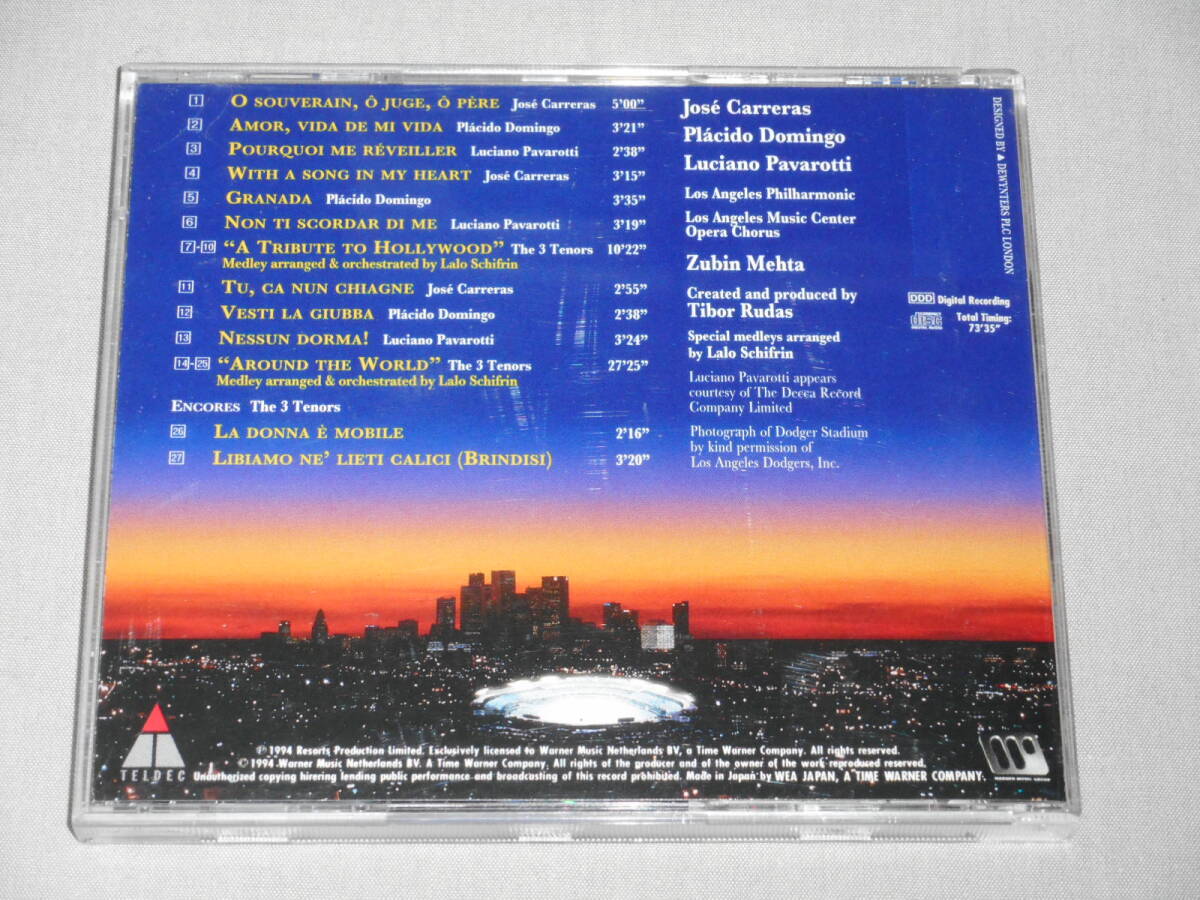 1 O SOUVERAIN, Ô JUGE, Ô PÈRE José Carreras 5'00"
2 AMOR, VIDA DE MI VIDA Plácido Domingo 3'21"
3 POURQUOI ME RÉVEILLER Luciano Pavarotti 2'38"
4 WITH A SONG IN MY HEART José Carreras 3'15"
5 GRANADA Plácido Domingo 3'35"
6 NON TI SCORDAR DI ME Luciano Pavarotti 3'19"
7-10 "A TRIBUTE TO HOLLYWOOD" The 3 Tenors 10'22"
Medley arranged & orchestrated by Lalo Schifrin
11 TU, CA NUN CHIAGNE José Carreras 2'55"
12 VESTI LA GIUBBA Plácido Domingo 2'38"
13 NESSUN DORMA! Luciano Pavarotti 3'24"
14-25 "AROUND THE WORLD" The 3 Tenors 27'25"
Medley arranged & orchestrated by Lalo Schifrin
ENCORES The 3 Tenors
26 LA DONNA È MOBILE 2'16"
27 LIBIAMO NE' LIETI CALICI (BRINDISI) 3'20"
José Carreras
Plácido Domingo
Luciano Pavarotti
Los Angeles Philharmonic
Los Angeles Music Center
Opera Chorus
Zubin Mehta
Created and produced by
Tibor Rudas
Special medleys arranged
by Lalo Schifrin
Luciano Pavarotti appears
courtesy of The Decca Record
Company Limited
Photograph of Dodger Stadium
by kind permission of
Los Angeles Dodgers, Inc.
DESIGNED BY ▲ DEWYNTERS PLC LONDON
DDD Digital Recording
COMPACT disc DIGITAL AUDIO
Total Timing:
73'35"
TELDEC
℗ 1994 Resorts Production Limited. Exclusively licensed to Warner Music Netherlands BV, a Time Warner Company. All rights reserved.
© 1994 Warner Music Netherlands BV. A Time Warner Company. All rights of the producer and of the owner of the work reproduced reserved.
Unauthorized copying hirering lending public performance and broadcasting of this record prohibited. Made in Japan by WEA JAPAN, A TIME WARNER COMPANY.
WARNER MUSIC GROUP